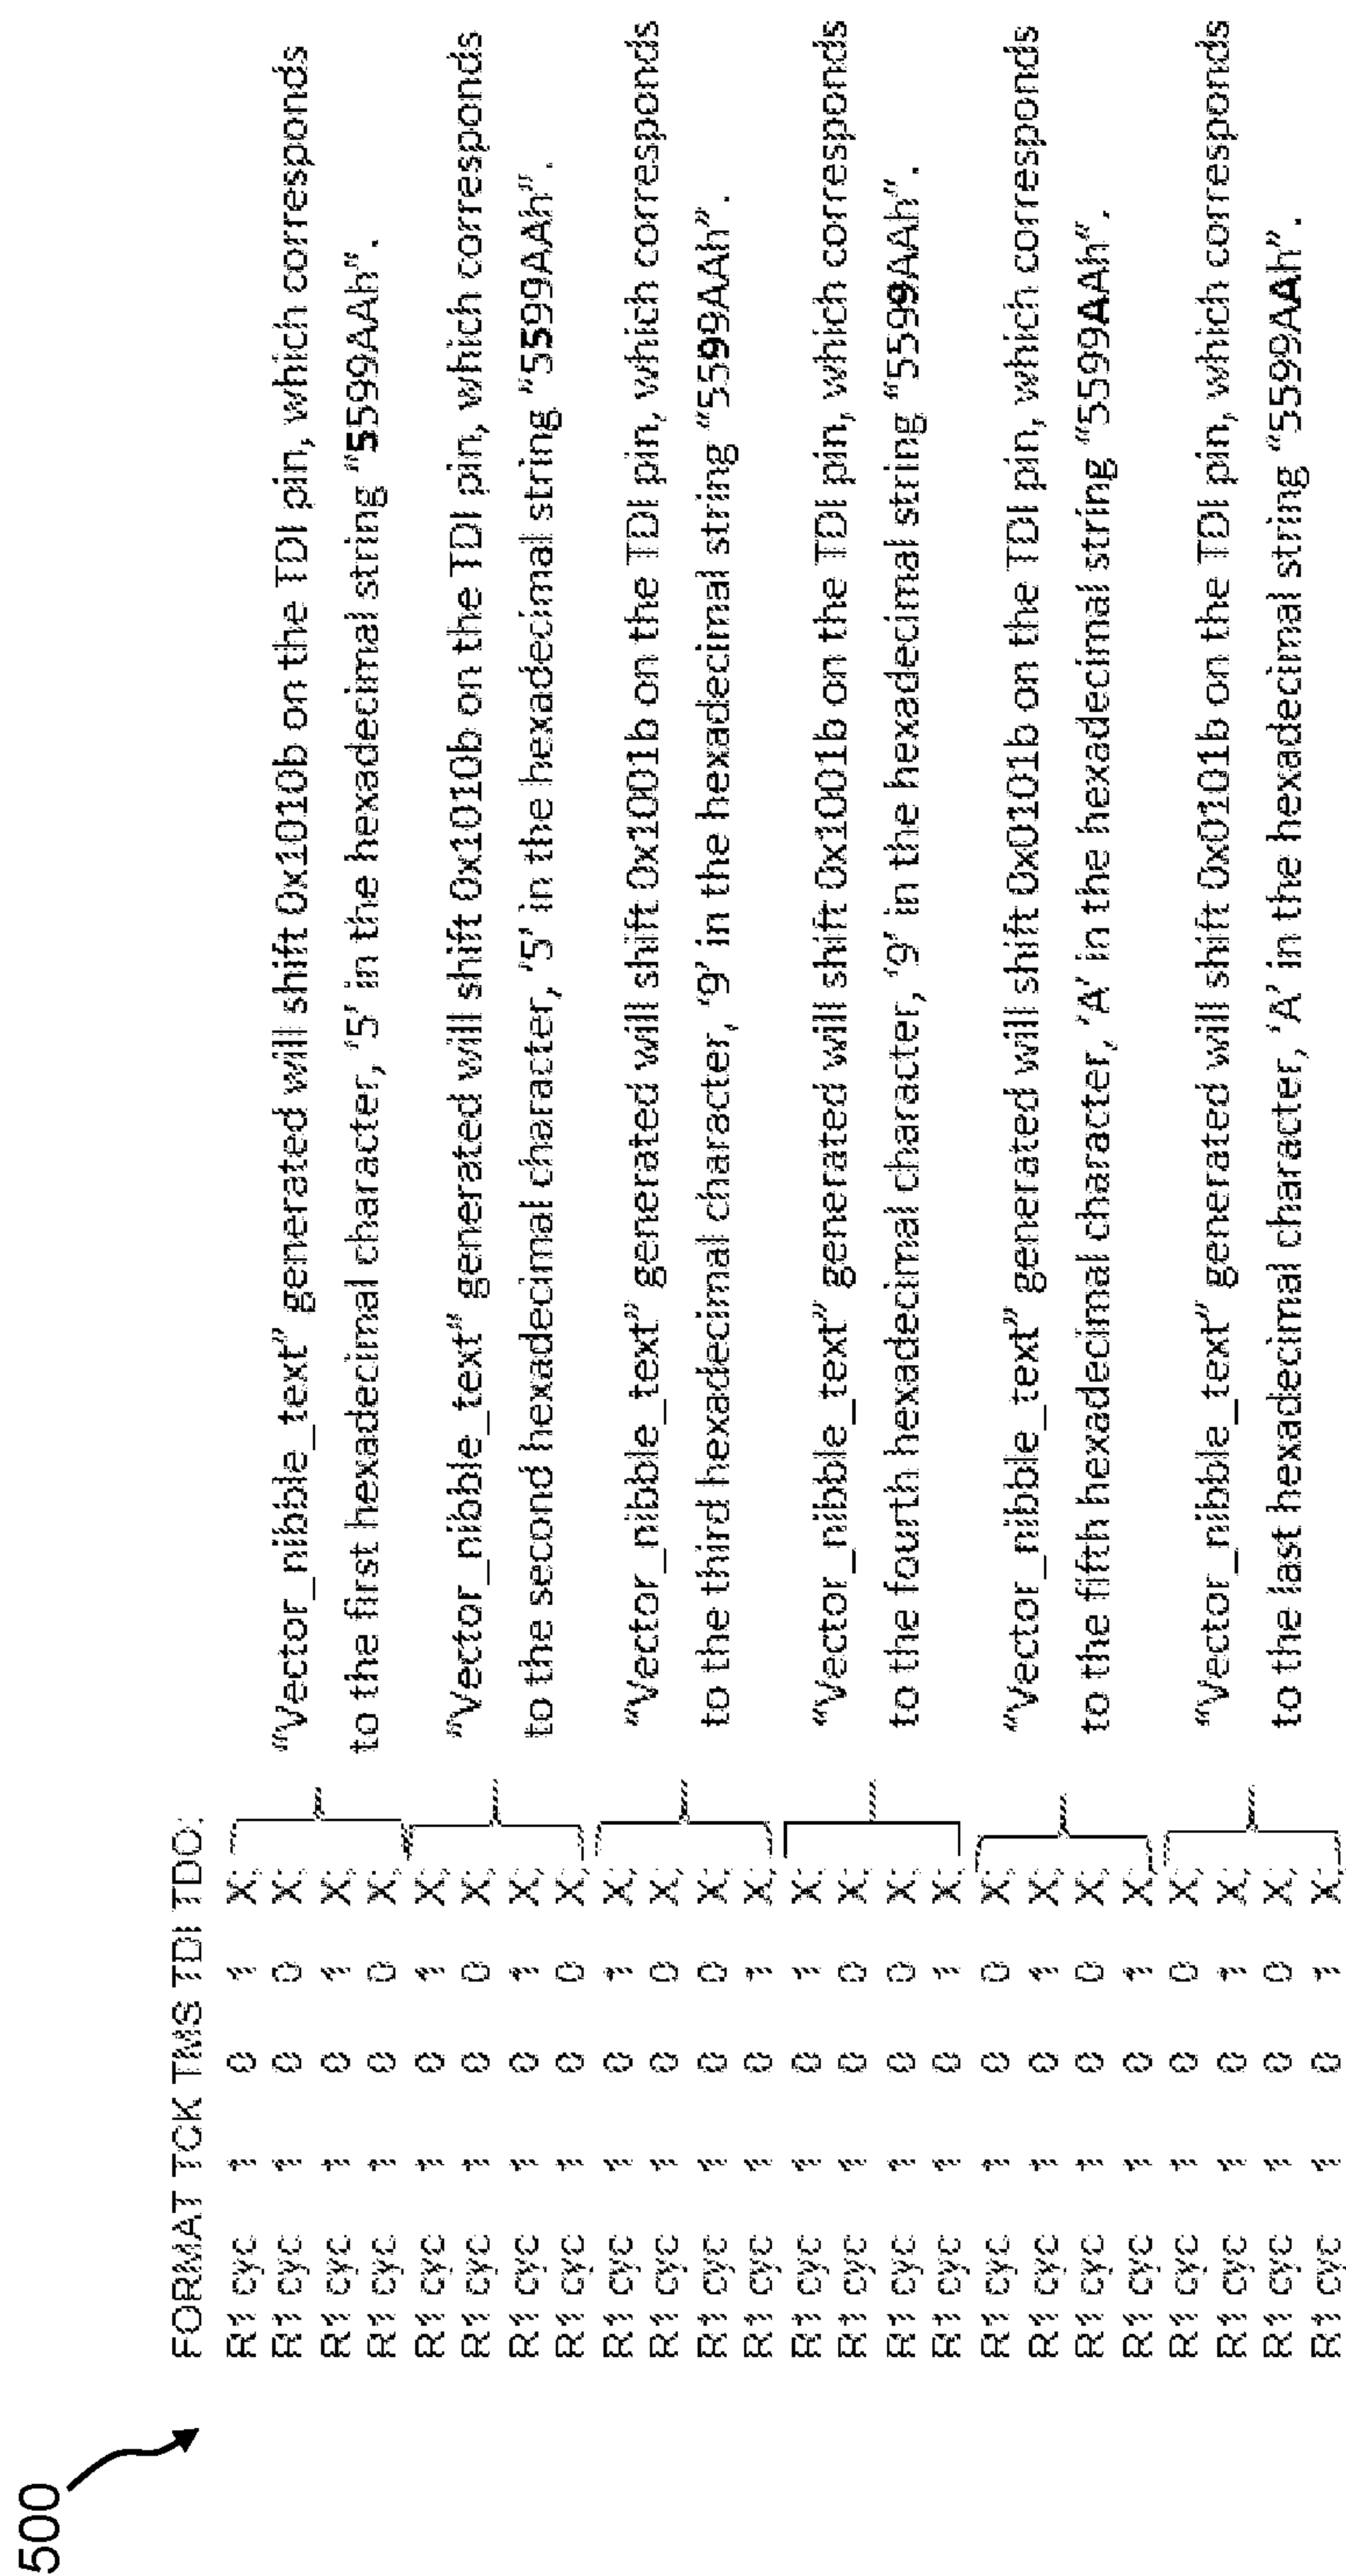 500
FORMAT TCK TMS TDI TDO;
R1 cyc 1 0 1 X;
R1 cyc 1 0 0 X;
R1 cyc 1 0 1 X;
R1 cyc 1 0 0 X;
"Vector_nibble_text" generated will shift 0x1010b on the TDI pin, which corresponds
to the first hexadecimal character, '5' in the hexadecimal string "5599AAh".
R1 cyc 1 0 1 X;
R1 cyc 1 0 0 X;
R1 cyc 1 0 1 X;
R1 cyc 1 0 0 X;
"Vector_nibble_text" generated will shift 0x1010b on the TDI pin, which corresponds
to the second hexadecimal character, '5' in the hexadecimal string "5599AAh".
R1 cyc 1 0 1 X;
R1 cyc 1 0 0 X;
R1 cyc 1 0 0 X;
R1 cyc 1 0 1 X;
"Vector_nibble_text" generated will shift 0x1001b on the TDI pin, which corresponds
to the third hexadecimal character, '9' in the hexadecimal string "5599AAh".
R1 cyc 1 0 1 X;
R1 cyc 1 0 0 X;
R1 cyc 1 0 0 X;
R1 cyc 1 0 1 X;
"Vector_nibble_text" generated will shift 0x1001b on the TDI pin, which corresponds
to the fourth hexadecimal character, '9' in the hexadecimal string "5599AAh".
R1 cyc 1 0 0 X;
R1 cyc 1 0 1 X;
R1 cyc 1 0 0 X;
R1 cyc 1 0 1 X;
"Vector_nibble_text" generated will shift 0x0101b on the TDI pin, which corresponds
to the fifth hexadecimal character, 'A' in the hexadecimal string "5599AAh".
R1 cyc 1 0 0 X;
R1 cyc 1 0 1 X;
R1 cyc 1 0 0 X;
R1 cyc 1 0 1 X;
"Vector_nibble_text" generated will shift 0x0101b on the TDI pin, which corresponds
to the last hexadecimal character, 'A' in the hexadecimal string "5599AAh".